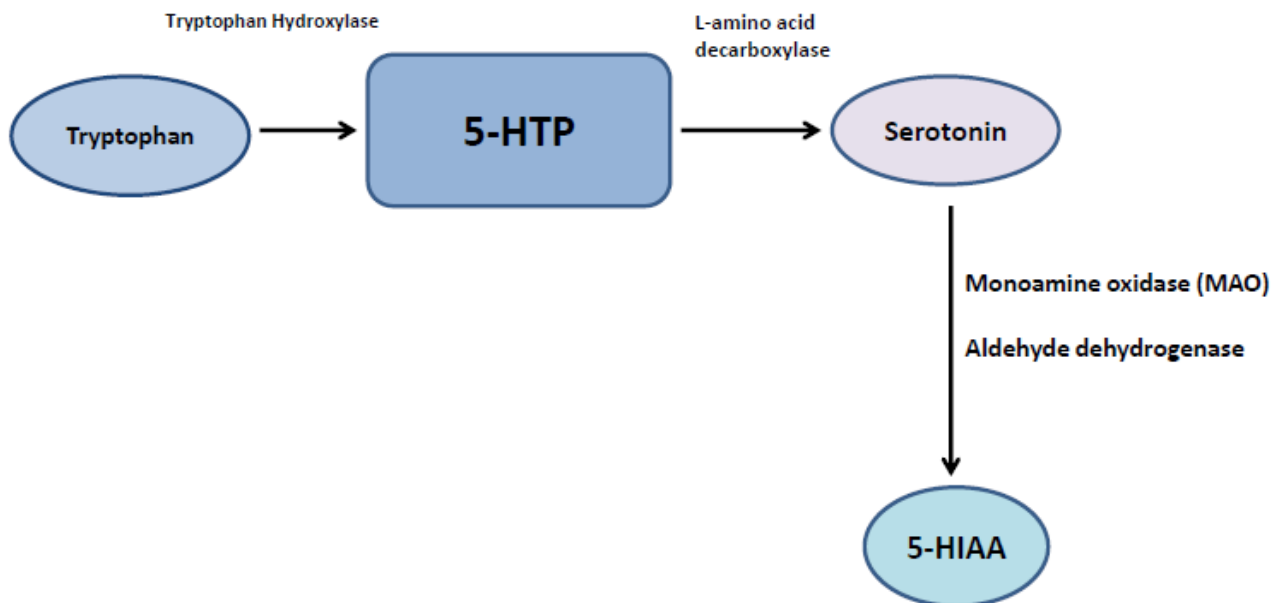 Tryptophan Hydroxylase
L-amino acid
decarboxylase
Tryptophan
5-HTP
Serotonin
Monoamine oxidase (MAO)
Aldehyde dehydrogenase
5-HIAA